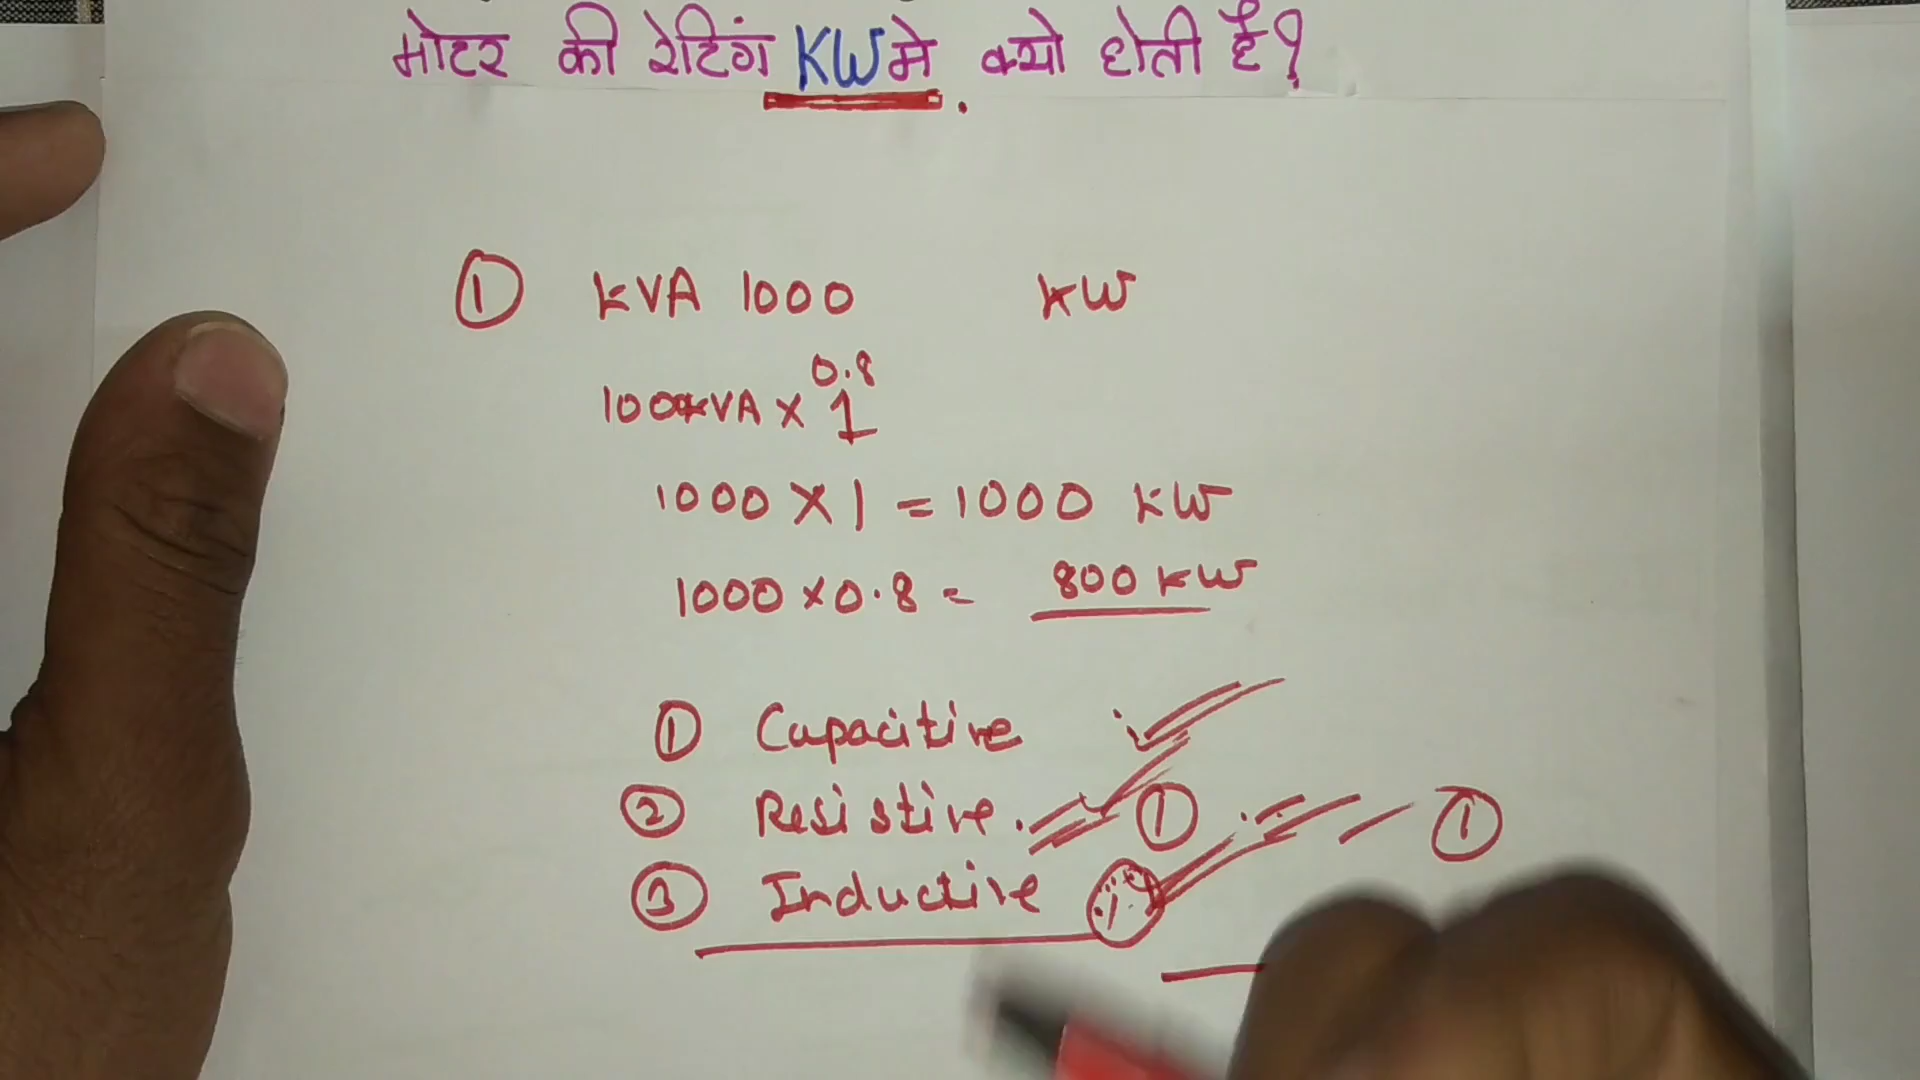 मोटर की रेटिंग KW मे क्यो होती है?
① KVA 1000 KW
0.8
1000KVA X 1
1000 X 1 = 1000 KW
1000 X 0.8 = 800 KW
① Capacitive
② Resistive. ① ①
③ Inductive